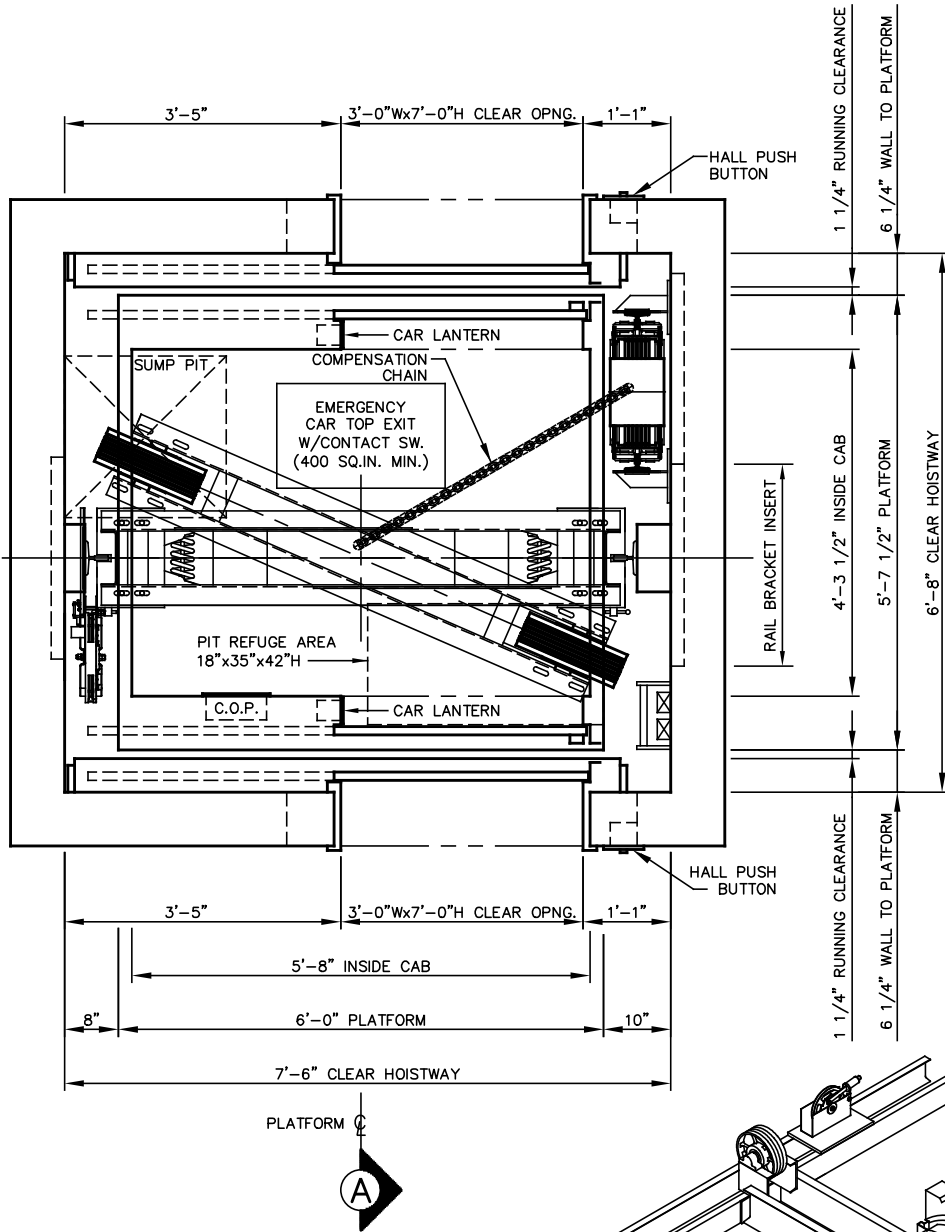 3'-5"
3'-0"Wx7'-0"H CLEAR OPNG.
1'-1"
HALL PUSH
BUTTON
1 1/4" RUNNING CLEARANCE
6 1/4" WALL TO PLATFORM
CAR LANTERN
COMPENSATION
CHAIN
SUMP PIT
EMERGENCY
CAR TOP EXIT
W/CONTACT SW.
(400 SQ.IN. MIN.)
RAIL BRACKET INSERT
4'-3 1/2" INSIDE CAB
5'-7 1/2" PLATFORM
6'-8" CLEAR HOISTWAY
PIT REFUGE AREA
18"x35"x42"H
C.O.P.
CAR LANTERN
HALL PUSH
BUTTON
1 1/4" RUNNING CLEARANCE
6 1/4" WALL TO PLATFORM
3'-5"
3'-0"Wx7'-0"H CLEAR OPNG.
1'-1"
5'-8" INSIDE CAB
8"
6'-0" PLATFORM
10"
7'-6" CLEAR HOISTWAY
PLATFORM ℄
A